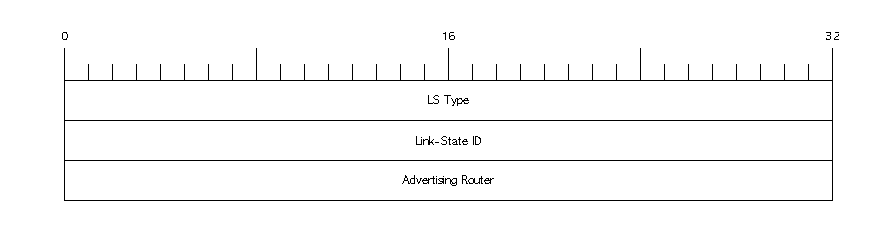 0 16 32
LS Type
Link-State ID
Advertising Router